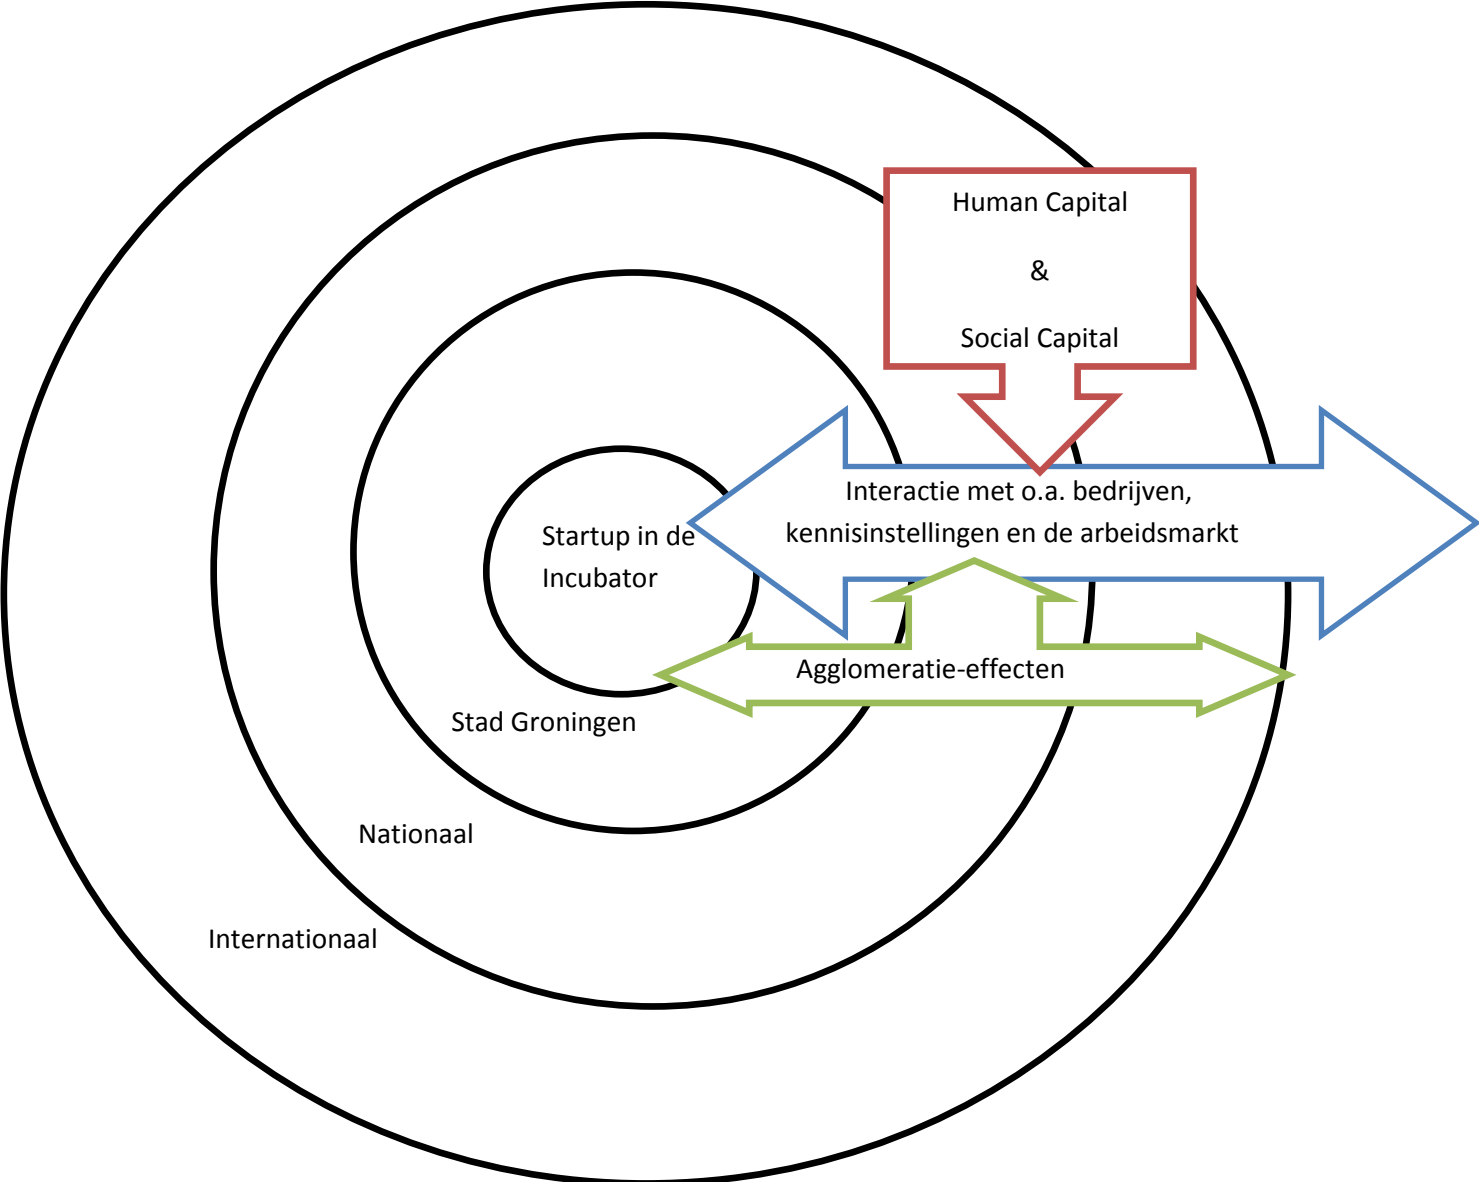 Human Capital
&
Social Capital
Interactie met o.a. bedrijven,
kennisinstellingen en de arbeidsmarkt
Startup in de
Incubator
Agglomeratie-effecten
Stad Groningen
Nationaal
Internationaal